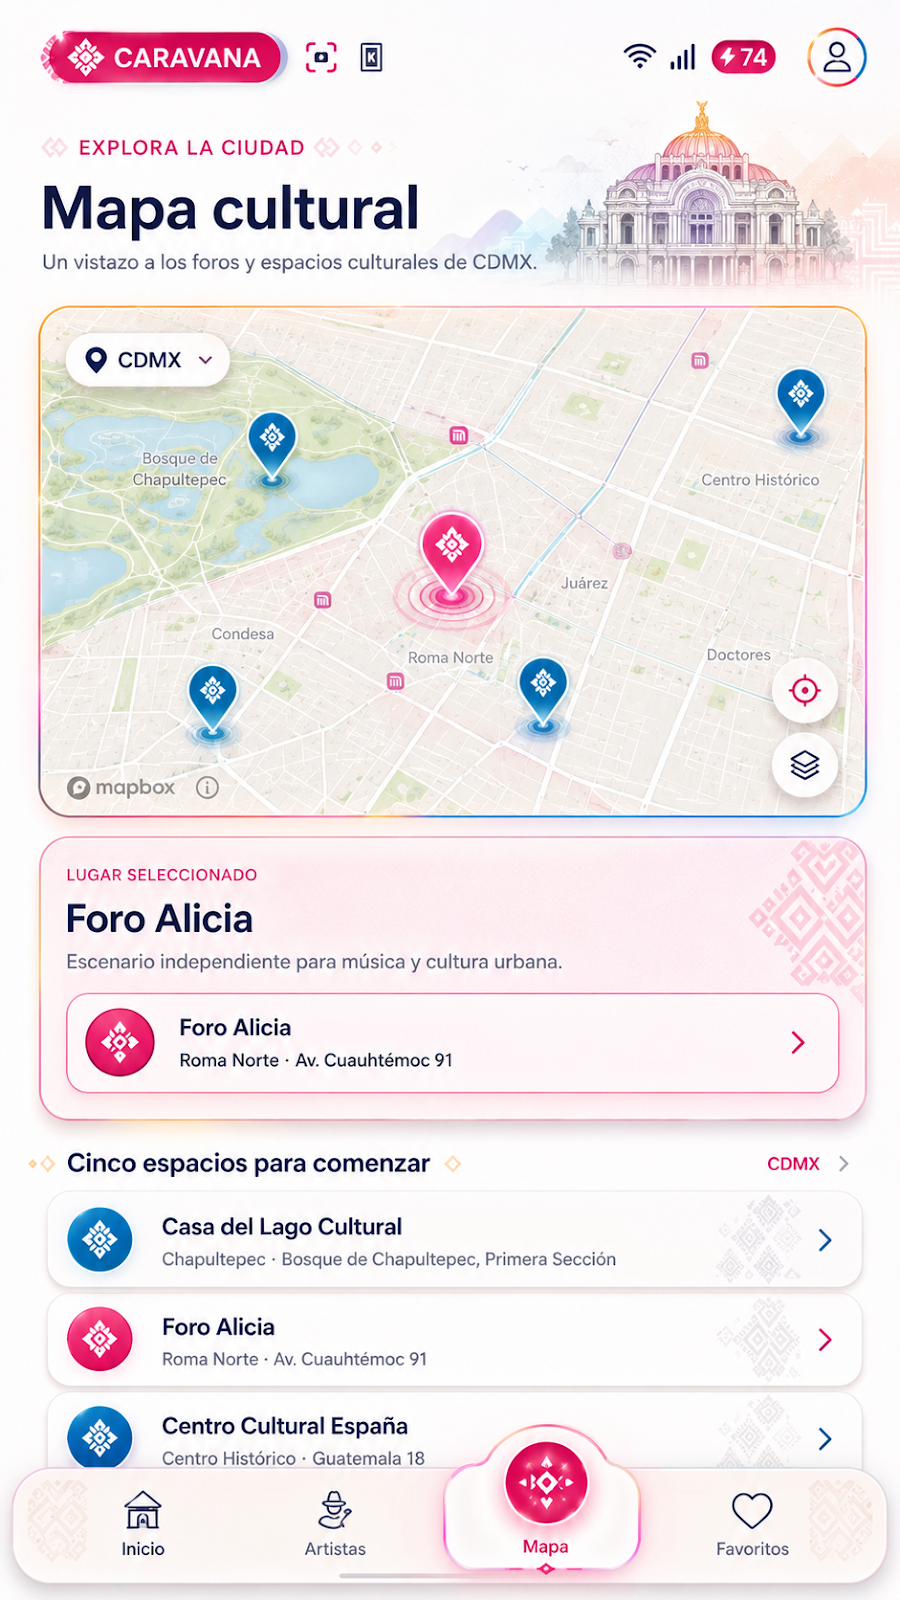 CARAVANA
K
74
EXPLORA LA CIUDAD
Mapa cultural
Un vistazo a los foros y espacios culturales de CDMX.
CDMX
Bosque de
Chapultepec
Centro Histórico
Juárez
Condesa
Roma Norte
Doctores
mapbox
LUGAR SELECCIONADO
Foro Alicia
Escenario independiente para música y cultura urbana.
Foro Alicia
Roma Norte · Av. Cuauhtémoc 91
Cinco espacios para comenzar
CDMX
Casa del Lago Cultural
Chapultepec · Bosque de Chapultepec, Primera Sección
Foro Alicia
Roma Norte · Av. Cuauhtémoc 91
Centro Cultural España
Centro Histórico · Guatemala 18
Inicio
Artistas
Mapa
Favoritos